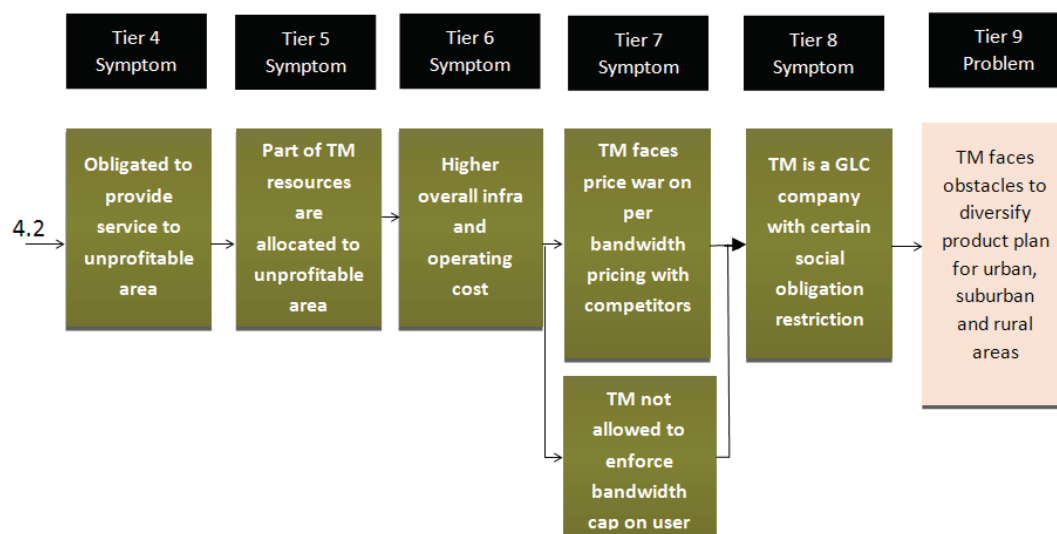 Tier 4
Symptom
Tier 5
Symptom
Tier 6
Symptom
Tier 7
Symptom
Tier 8
Symptom
Tier 9
Problem
4.2
Obligated to
provide
service to
unprofitable
area
Part of TM
resources
are
allocated to
unprofitable
area
Higher
overall infra
and
operating
cost
TM faces
price war on
per
bandwidth
pricing with
competitors
TM is a GLC
company
with certain
social
obligation
restriction
TM faces
obstacles to
diversify
product plan
for urban,
suburban
and rural
areas
TM not
allowed to
enforce
bandwidth
cap on user